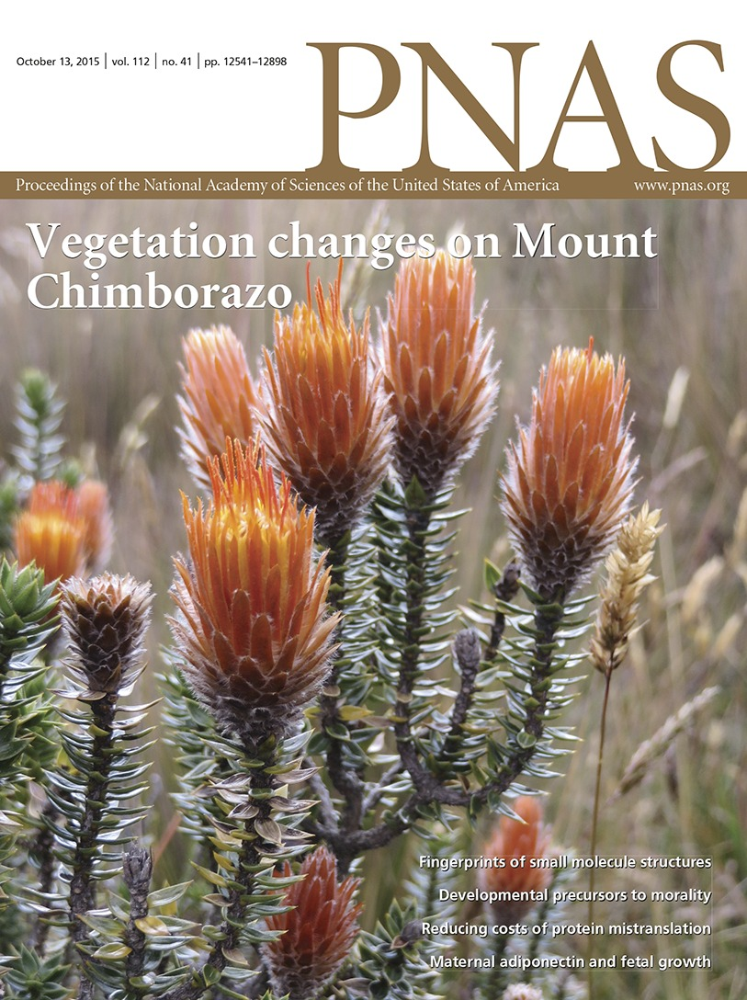 October 13, 2015 | vol. 112 | no. 41 | pp. 12541–12898
PNAS
Proceedings of the National Academy of Sciences of the United States of America www.pnas.org
Vegetation changes on Mount
Chimborazo
Fingerprints of small molecule structures
Developmental precursors to morality
Reducing costs of protein mistranslation
Maternal adiponectin and fetal growth